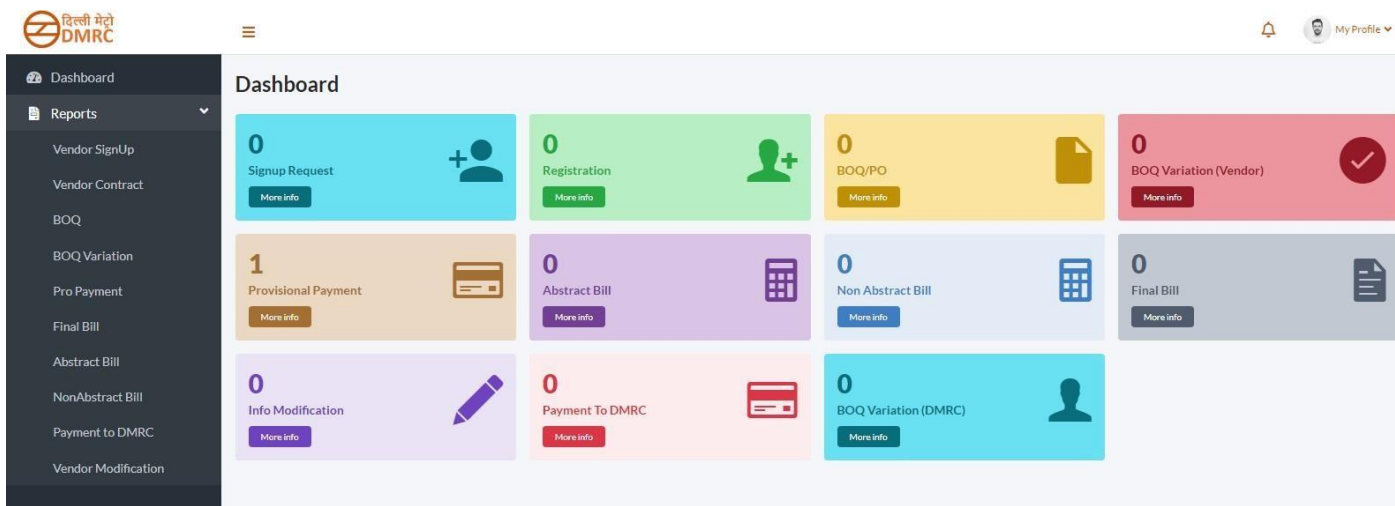 दिल्ली मेट्रो
DMRC
My Profile
Dashboard
Reports
Vendor SignUp
Vendor Contract
BOQ
BOQ Variation
Pro Payment
Final Bill
Abstract Bill
NonAbstract Bill
Payment to DMRC
Vendor Modification
Dashboard
0
Signup Request
More info
0
Registration
More info
0
BOQ/PO
More info
0
BOQ Variation (Vendor)
More info
1
Provisional Payment
More info
0
Abstract Bill
More info
0
Non Abstract Bill
More info
0
Final Bill
More info
0
Info Modification
More info
0
Payment To DMRC
More info
0
BOQ Variation (DMRC)
More info